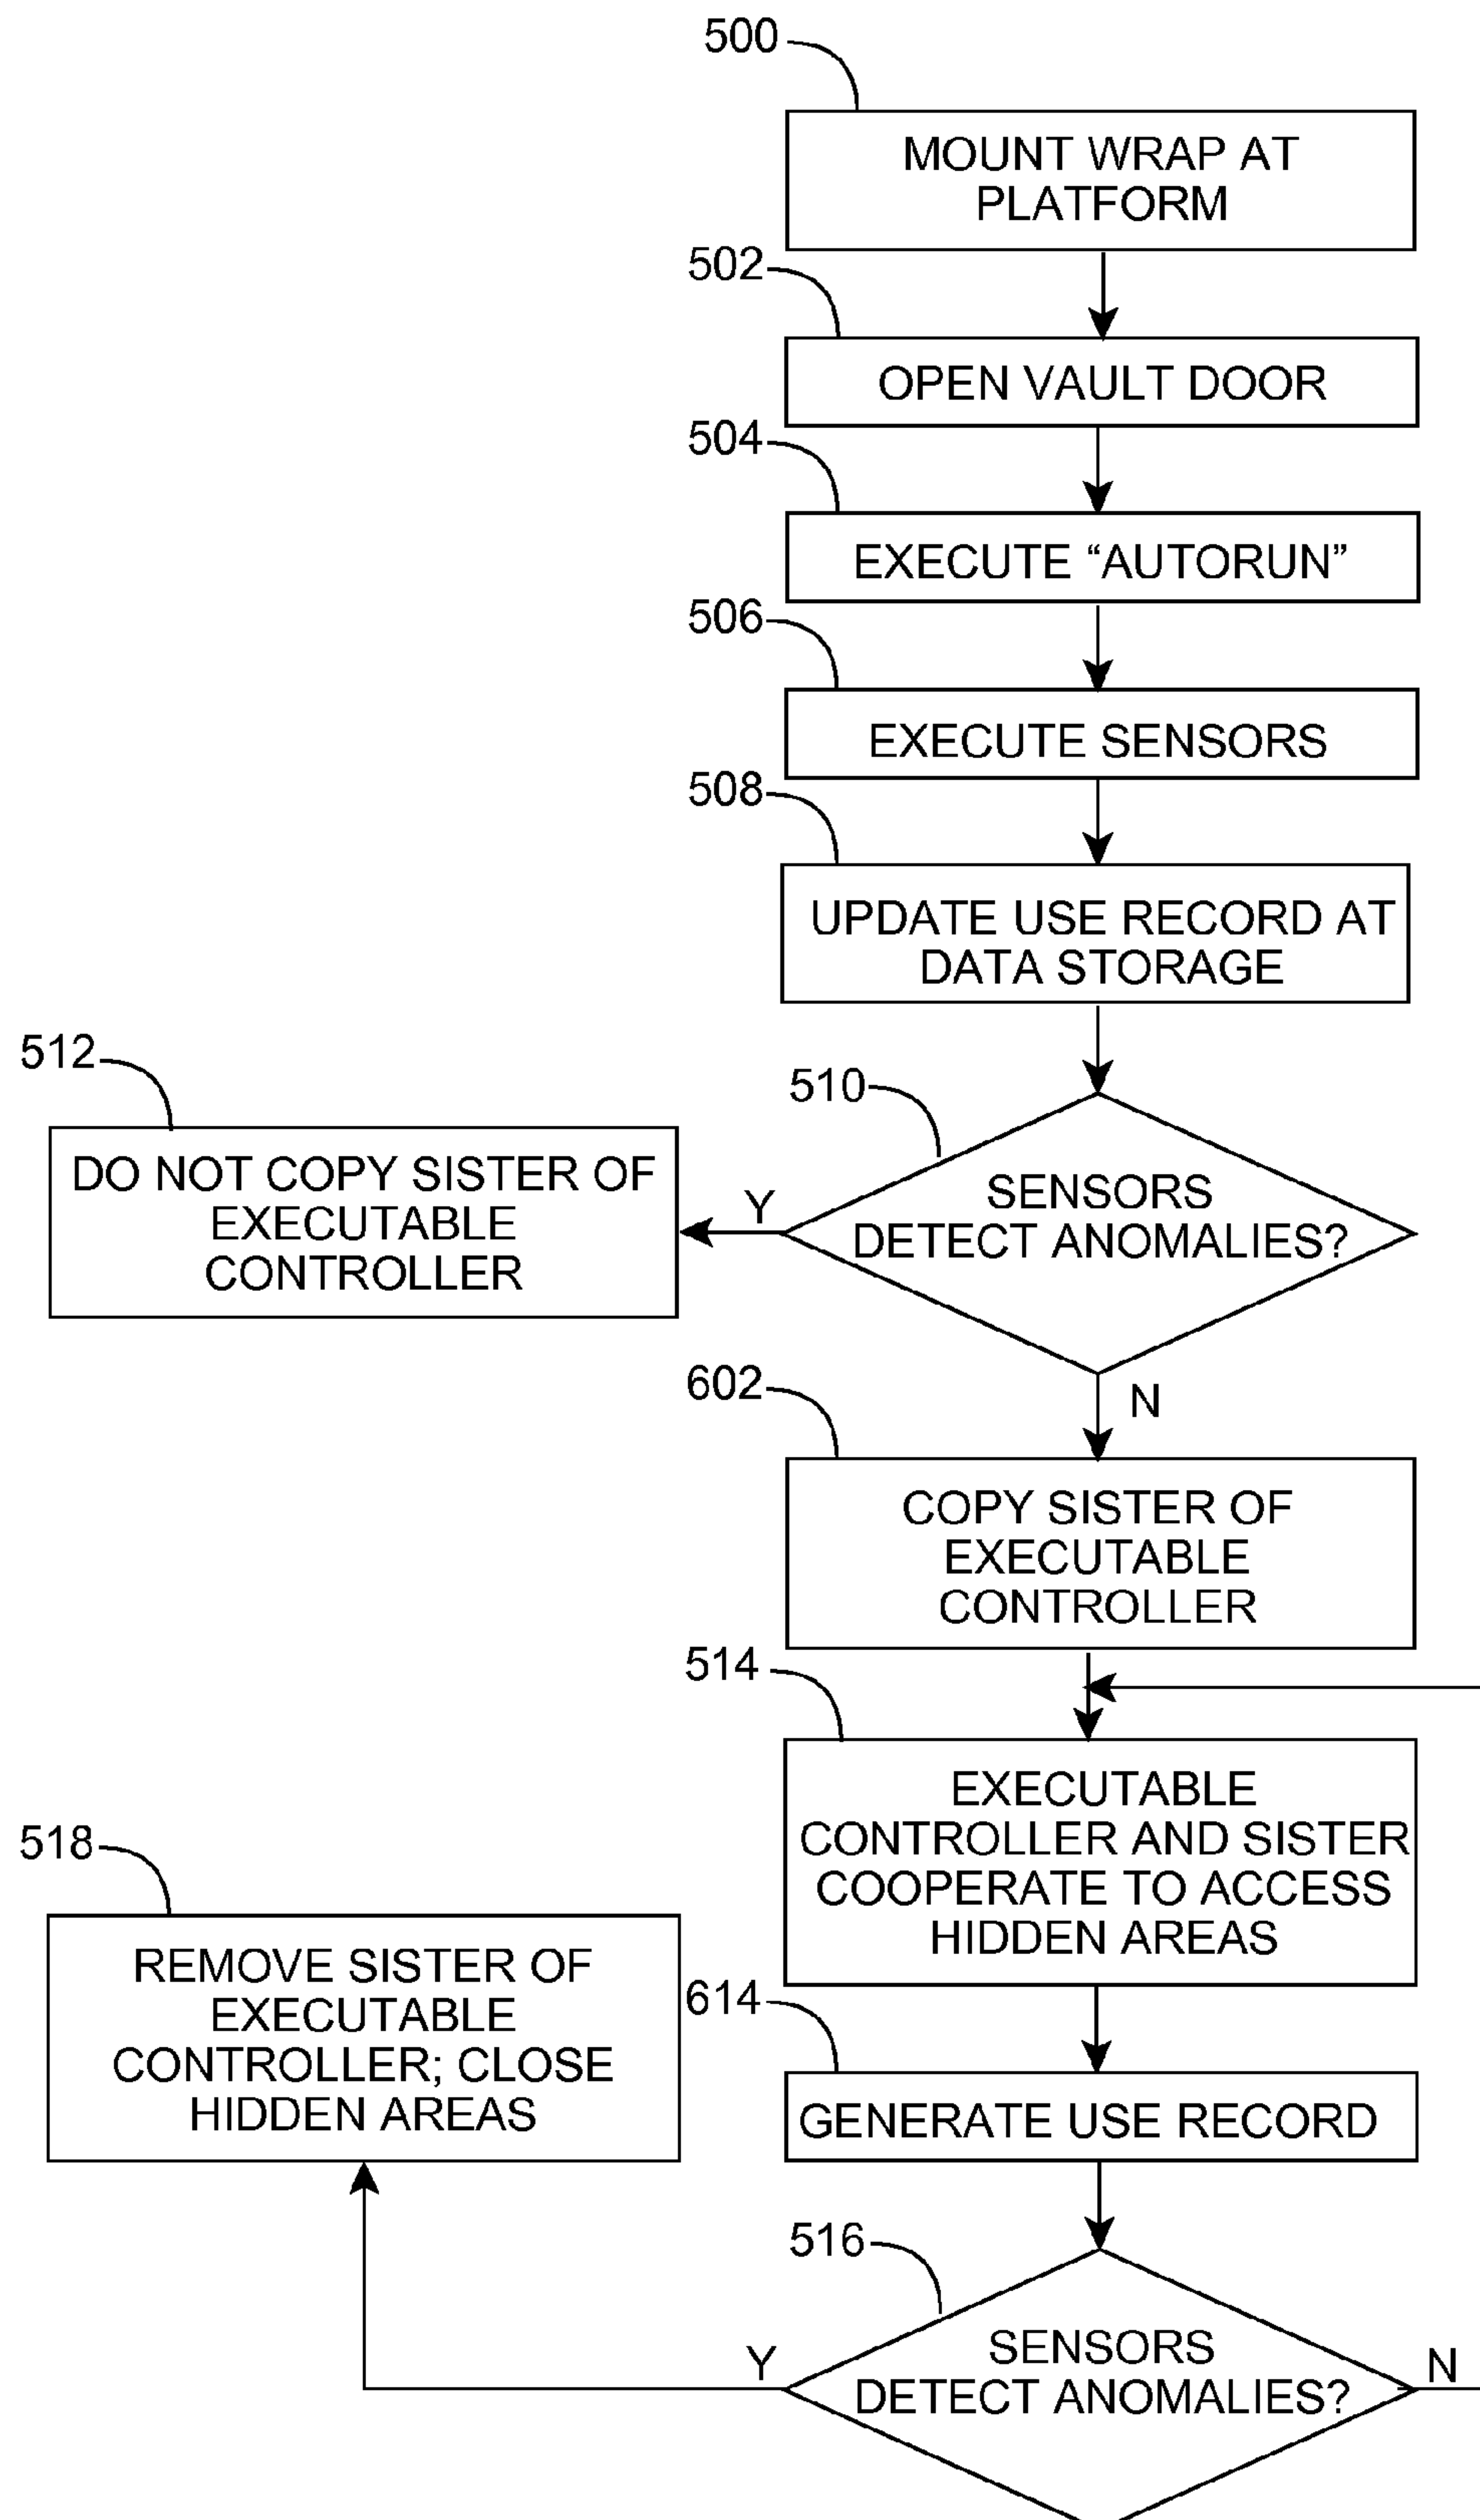 500
MOUNT WRAP AT
PLATFORM
502
OPEN VAULT DOOR
504
EXECUTE “AUTORUN”
506
EXECUTE SENSORS
508
UPDATE USE RECORD AT
DATA STORAGE
512
DO NOT COPY SISTER OF
EXECUTABLE
CONTROLLER
510
Y
SENSORS
DETECT ANOMALIES?
N
602
COPY SISTER OF
EXECUTABLE
CONTROLLER
514
EXECUTABLE
CONTROLLER AND SISTER
COOPERATE TO ACCESS
HIDDEN AREAS
518
REMOVE SISTER OF
EXECUTABLE
CONTROLLER; CLOSE
HIDDEN AREAS
614
GENERATE USE RECORD
516
Y
SENSORS
DETECT ANOMALIES?
N